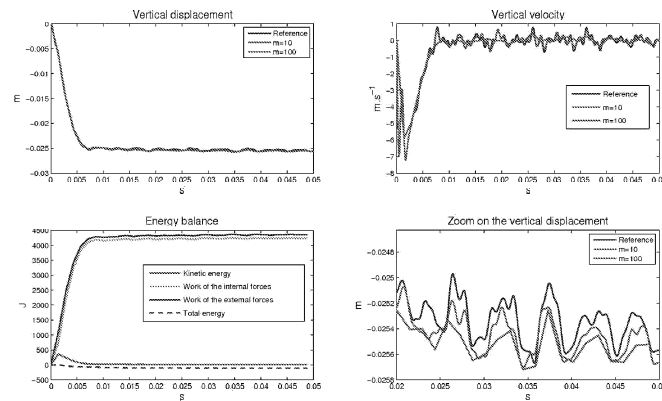 Vertical displacement
0
−0.005
−0.01
−0.015
−0.02
−0.025
−0.03
m
Reference
m=10
m=100
0 0.005 0.01 0.015 0.02 0.025 0.03 0.035 0.04 0.045 0.05
s
Vertical velocity
1
0
−1
−2
−3
−4
−5
−6
−7
−8
m.s⁻¹
Reference
m=10
m=100
0 0.005 0.01 0.015 0.02 0.025 0.03 0.035 0.04 0.045 0.05
s
Energy balance
4500
4000
3500
3000
2500
2000
1500
1000
500
0
−500
J
Kinetic energy
Work of the internal forces
Work of the external forces
Total energy
0 0.005 0.01 0.015 0.02 0.025 0.03 0.035 0.04 0.045 0.05
s
Zoom on the vertical displacement
−0.0248
−0.025
−0.0252
−0.0254
−0.0256
−0.0258
m
Reference
m=10
m=100
0.02 0.025 0.03 0.035 0.04 0.045 0.05
s